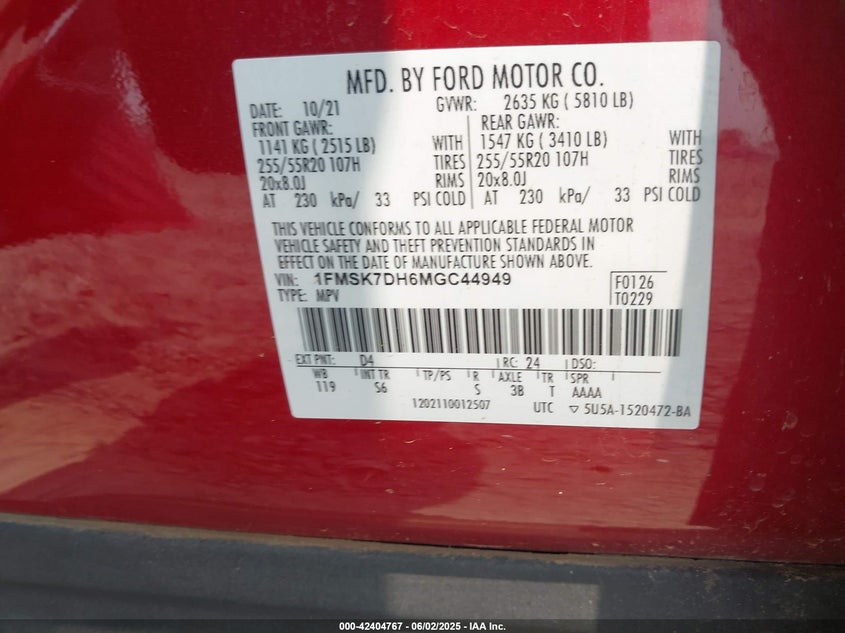 MFD. BY FORD MOTOR CO.
DATE: 10/21 GVWR: 2635 KG ( 5810 LB)
FRONT GAWR: REAR GAWR:
1141 KG ( 2515 LB) WITH 1547 KG ( 3410 LB) WITH
255/55R20 107H TIRES 255/55R20 107H TIRES
20x8.0J RIMS 20x8.0J RIMS
AT 230 kPa/ 33 PSI COLD AT 230 kPa/ 33 PSI COLD
THIS VEHICLE CONFORMS TO ALL APPLICABLE FEDERAL MOTOR
VEHICLE SAFETY AND THEFT PREVENTION STANDARDS IN
EFFECT ON THE DATE OF MANUFACTURE SHOWN ABOVE.
VIN: 1FMSK7DH6MGC44949 F0126
TYPE: MPV T0229
EXT PNT: D4 RC: 24 DSO:
WB INT TR TP/PS R AXLE TR SPR
119 S6 S 3B T AAAA
1202110012507 UTC ▽ 5U5A-1520472-BA
000-42404767 - 06/02/2025 - IAA Inc.